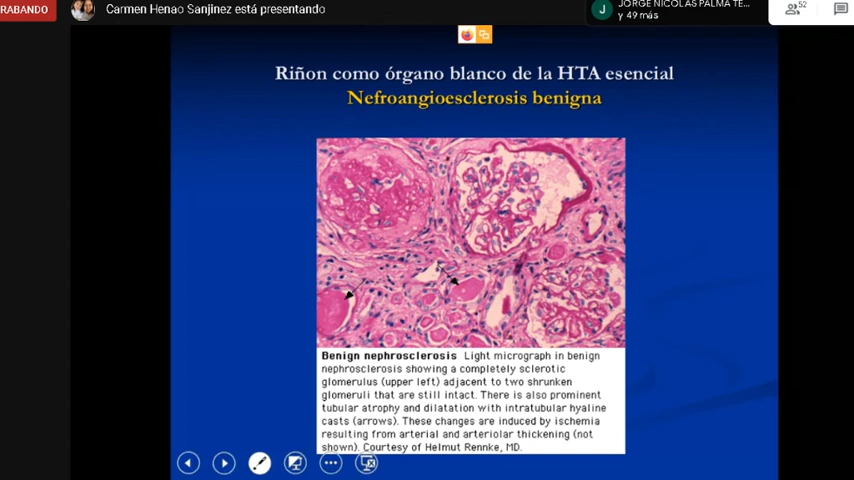 RABANDO
Carmen Henao Sanjinez está presentando
JORGE NICOLAS PALMA TE...
J
y 49 más
52
Riñon como órgano blanco de la HTA esencial
Nefroangioesclerosis benigna
Benign nephrosclerosis Light micrograph in benign
nephrosclerosis showing a completely sclerotic
glomerulus (upper left) adjacent to two shrunken
glomeruli that are still intact. There is also prominent
tubular atrophy and dilatation with intratubular hyaline
casts (arrows). These changes are induced by ischemia
resulting from arterial and arteriolar thickening (not
shown). Courtesy of Helmut Rennke, MD.